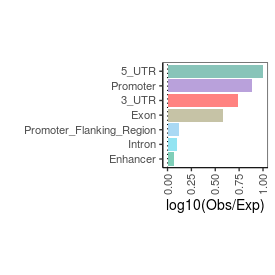 5_UTR
Promoter
3_UTR
Exon
Promoter_Flanking_Region
Intron
Enhancer
0.00
0.25
0.50
0.75
1.00
log10(Obs/Exp)